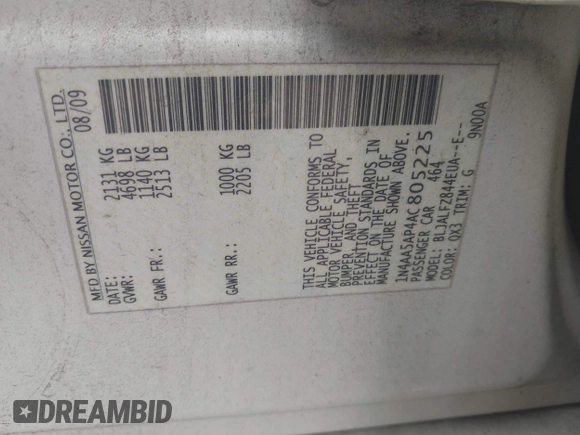 MFD BY NISSAN MOTOR CO., LTD.
DATE: 08/09
GVWR: 2131 KG
4698 LB
GAWR FR.: 1140 KG
2513 LB
GAWR RR.: 1000 KG
2205 LB
THIS VEHICLE CONFORMS TO
ALL APPLICABLE FEDERAL
MOTOR VEHICLE SAFETY,
BUMPER, AND THEFT
PREVENTION STANDARDS IN
EFFECT ON THE DATE OF
MANUFACTURE SHOWN ABOVE.
1N4AA5AP4AC805225
PASSENGER CAR 464
MODEL: BLJALFZ844EUA--E--
COLOR: QX3 TRIM: G 9N00A
DREAMBID